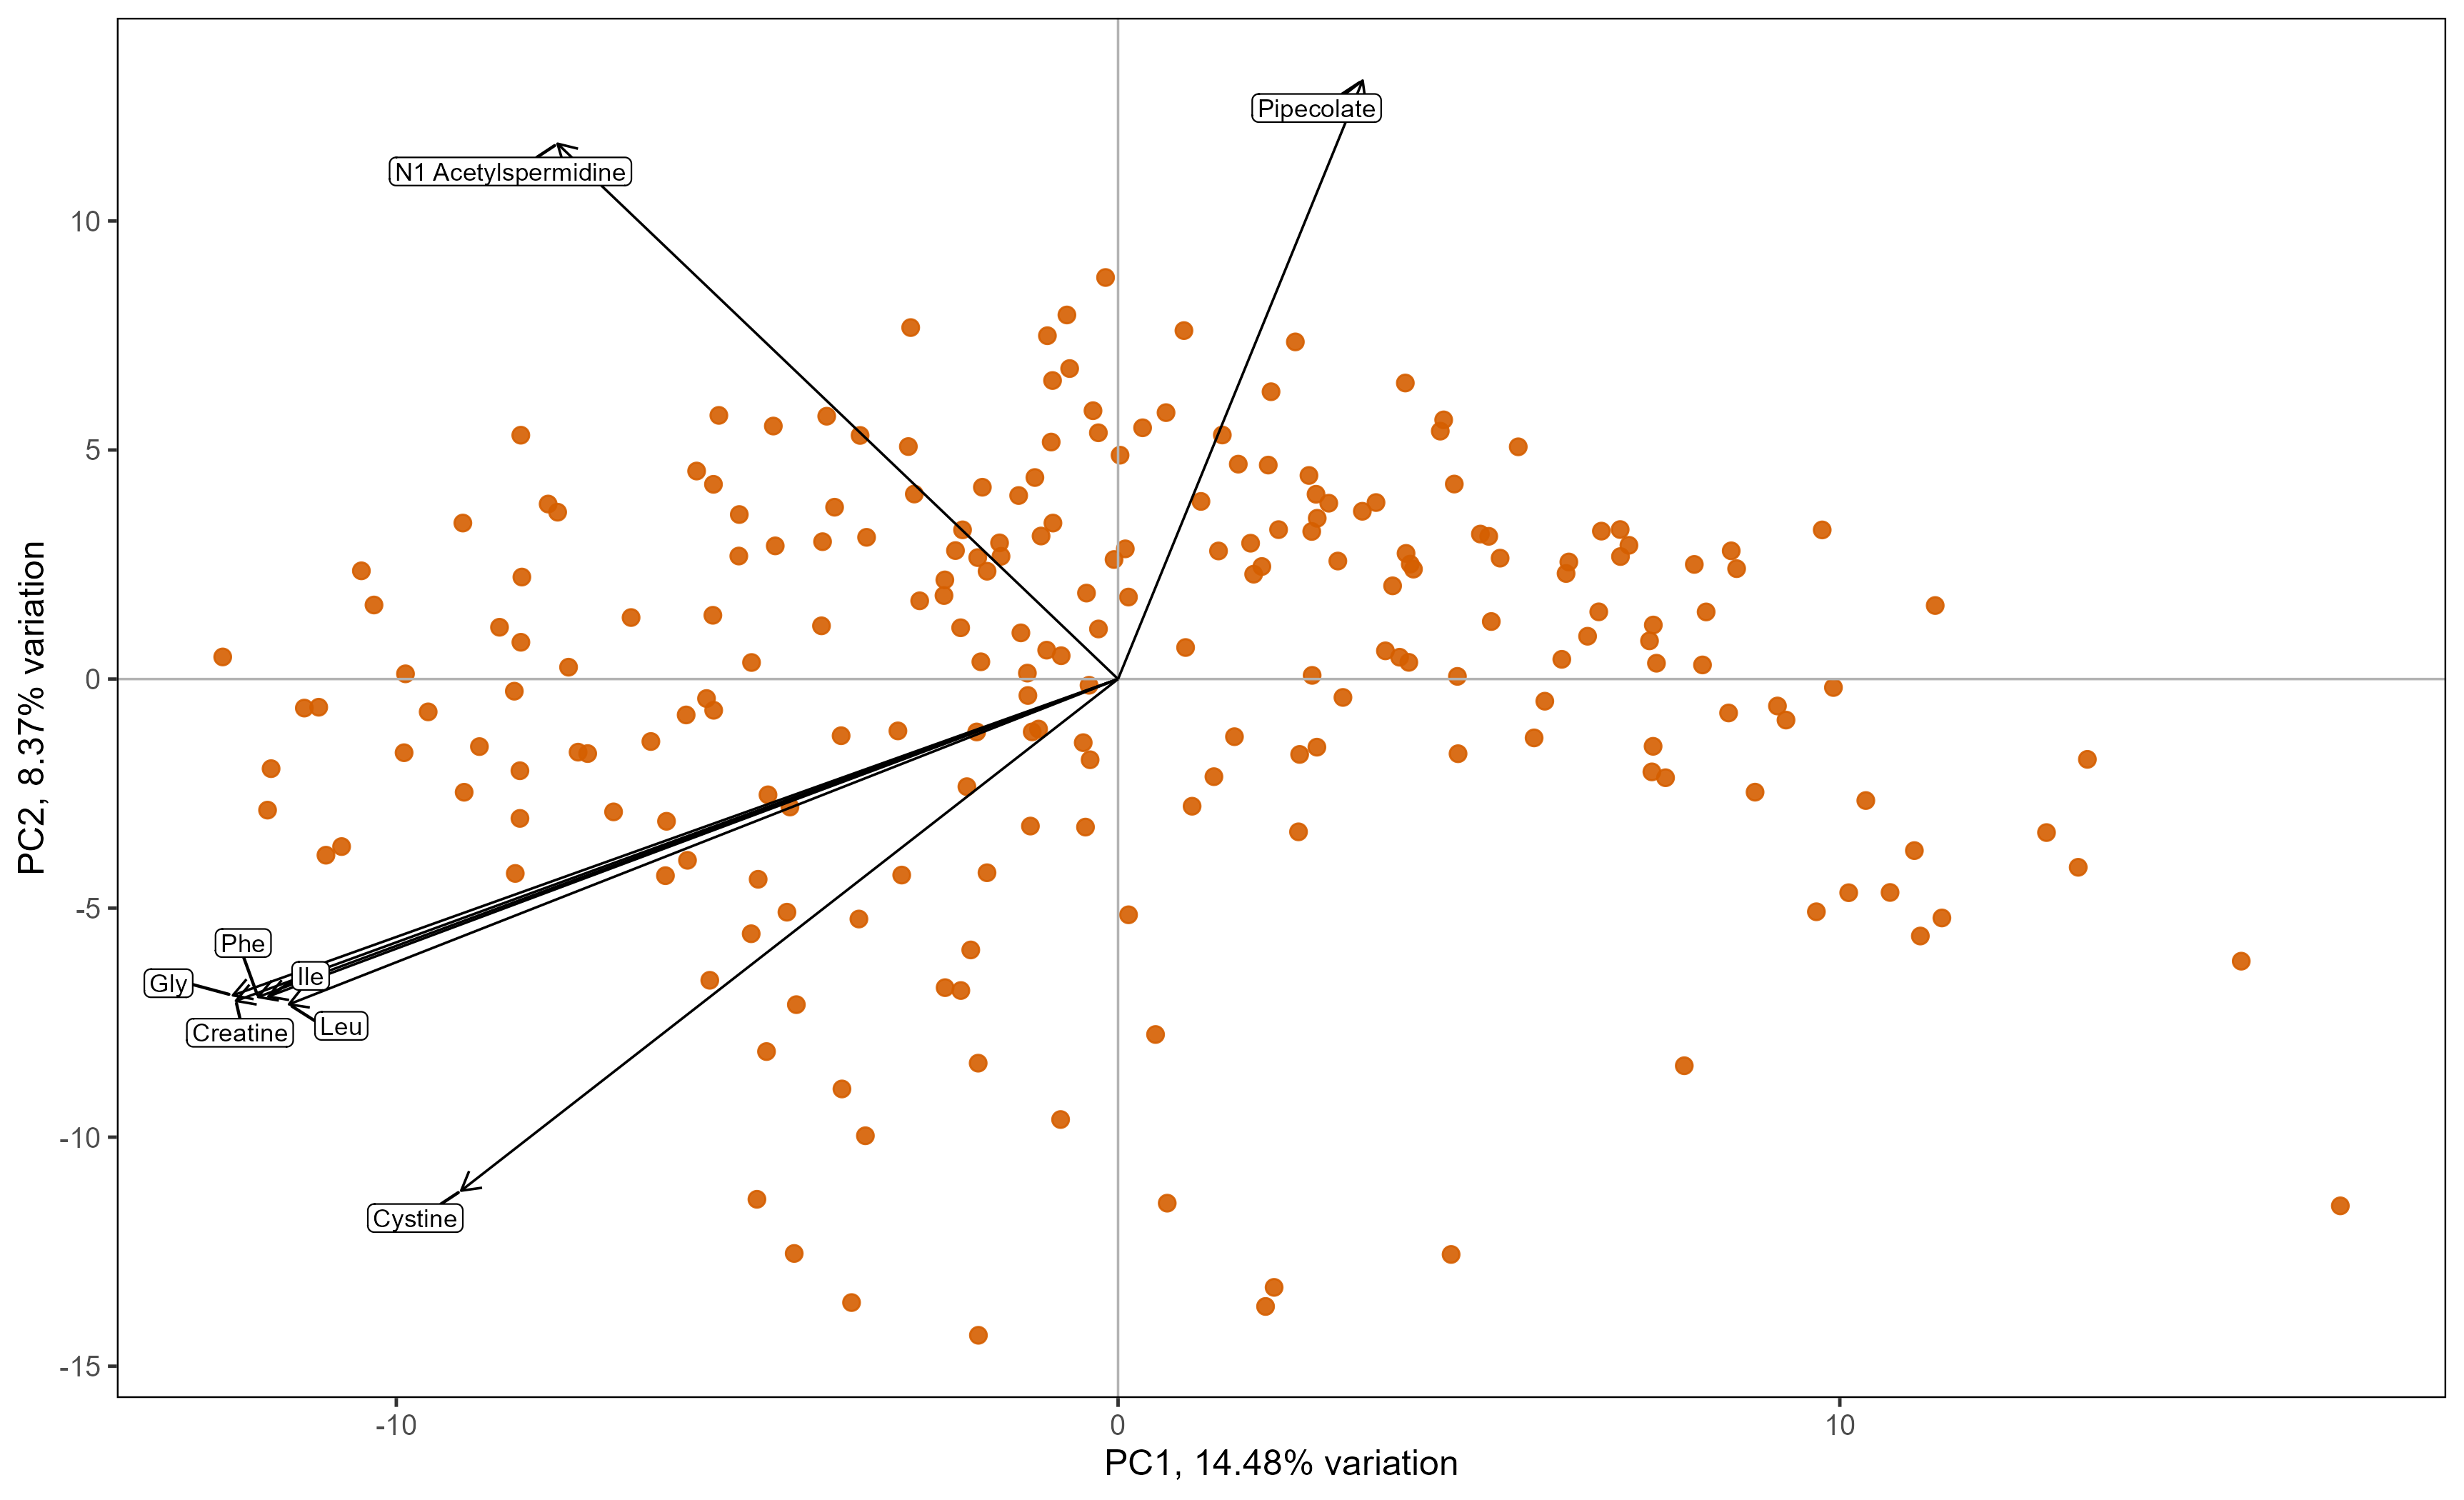 Pipecolate
N1 Acetylspermidine
10
5
0
-5
-10
-15
Phe
Ile
Gly
Leu
Creatine
Cystine
-10
0
10
PC1, 14.48% variation
PC2, 8.37% variation